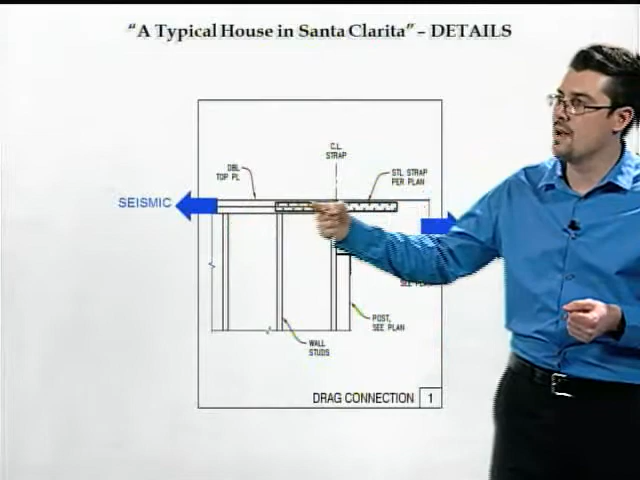 “A Typical House in Santa Clarita” – DETAILS
C.L.
STRAP
DBL
TOP PL
STL STRAP
PER PLAN
SEISMIC
POST,
SEE PLAN
WALL
STUDS
DRAG CONNECTION 1